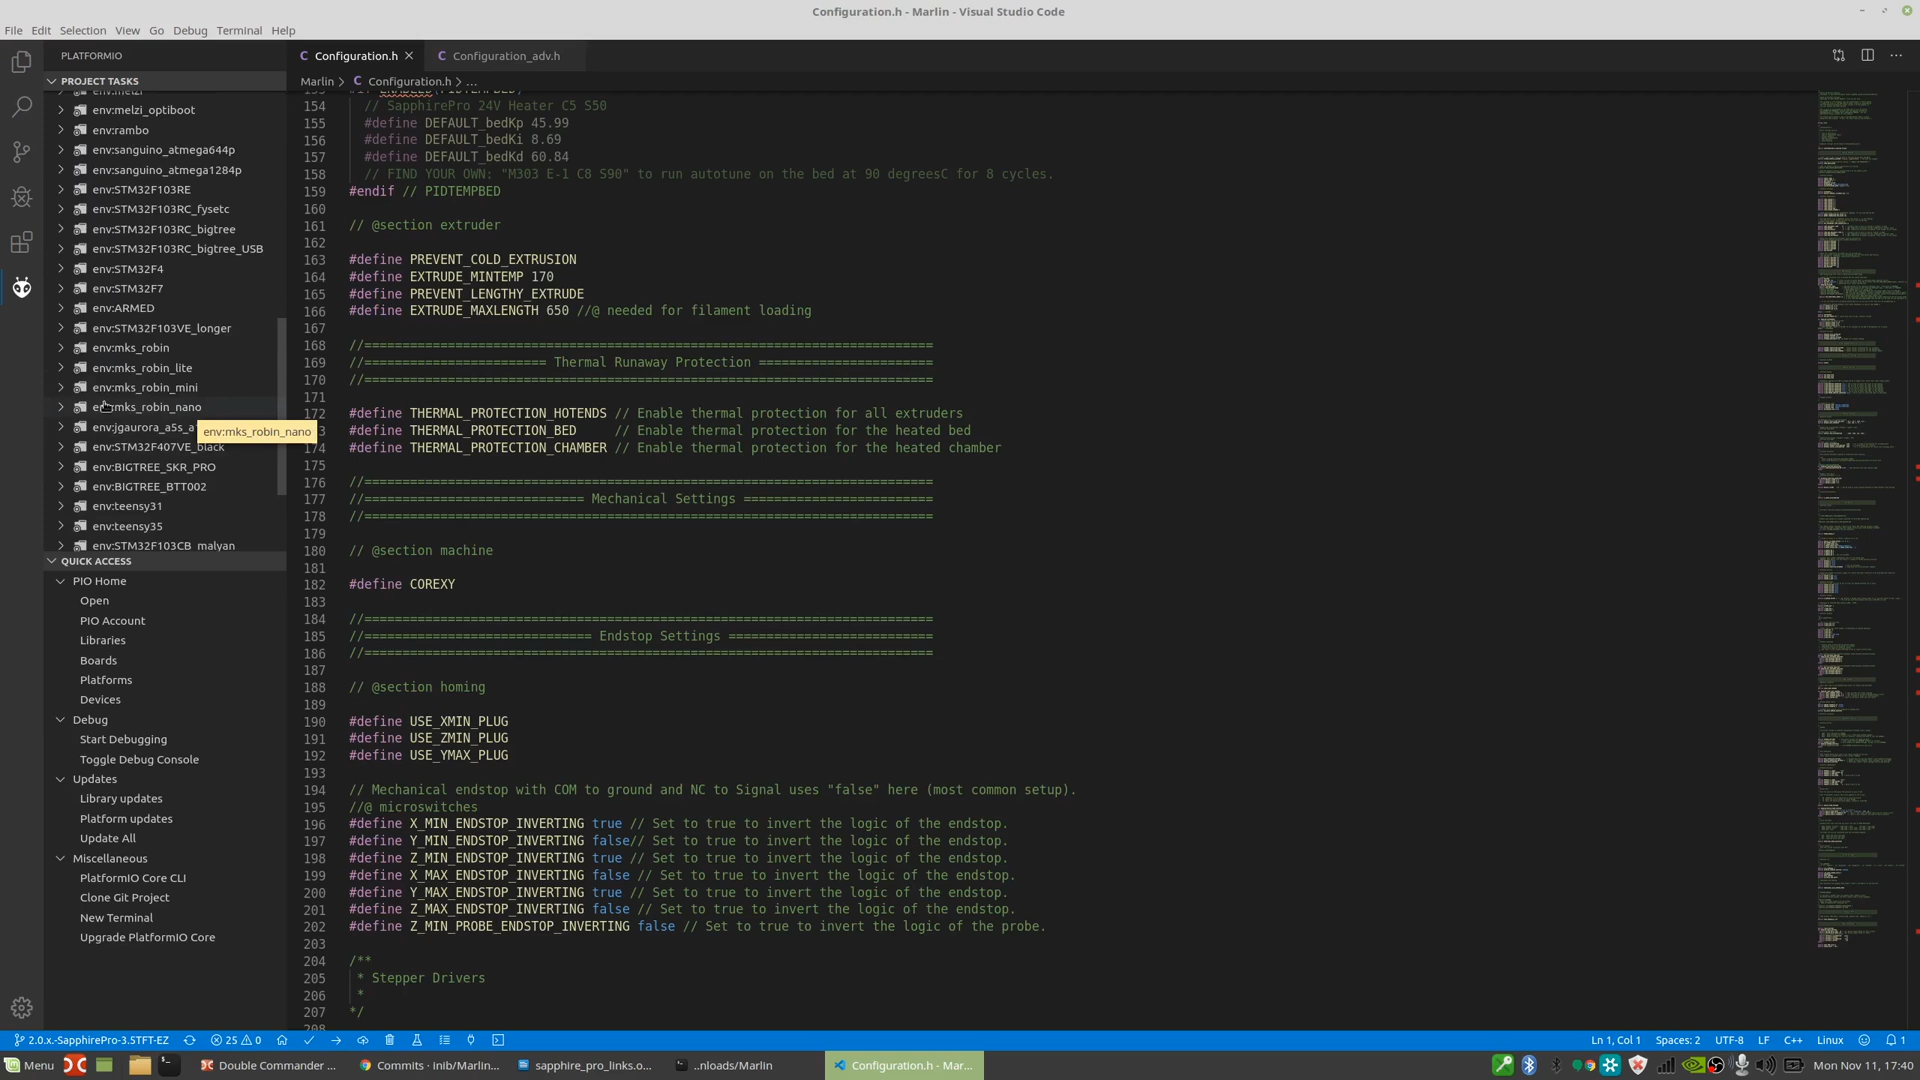 Configuration.h - Marlin - Visual Studio Code
File Edit Selection View Go Debug Terminal Help
PLATFORMIO
PROJECT TASKS
env:melzi
env:melzi_optiboot
env:rambo
env:sanguino_atmega644p
env:sanguino_atmega1284p
env:STM32F103RE
env:STM32F103RC_fysetc
env:STM32F103RC_bigtree
env:STM32F103RC_bigtree_USB
env:STM32F4
env:STM32F7
env:ARMED
env:STM32F103VE_longer
env:mks_robin
env:mks_robin_lite
env:mks_robin_mini
env:mks_robin_nano
env:jgaurora_a5s_a
env:mks_robin_nano
env:STM32F407VE_black
env:BIGTREE_SKR_PRO
env:BIGTREE_BTT002
env:teensy31
env:teensy35
env:STM32F103CB_malyan
QUICK ACCESS
PIO Home
Open
PIO Account
Libraries
Boards
Platforms
Devices
Debug
Start Debugging
Toggle Debug Console
Updates
Library updates
Platform updates
Update All
Miscellaneous
PlatformIO Core CLI
Clone Git Project
New Terminal
Upgrade PlatformIO Core
C Configuration.h
C Configuration_adv.h
Marlin > C Configuration.h > ...
154 // SapphirePro 24V Heater C5 S50
155 #define DEFAULT_bedKp 45.99
156 #define DEFAULT_bedKi 8.69
157 #define DEFAULT_bedKd 60.84
158 // FIND YOUR OWN: "M303 E-1 C8 S90" to run autotune on the bed at 90 degreesC for 8 cycles.
159 #endif // PIDTEMPBED
160
161 // @section extruder
162
163 #define PREVENT_COLD_EXTRUSION
164 #define EXTRUDE_MINTEMP 170
165 #define PREVENT_LENGTHY_EXTRUDE
166 #define EXTRUDE_MAXLENGTH 650 //@ needed for filament loading
167
168 //===========================================================================
169 //======================== Thermal Runaway Protection =======================
170 //===========================================================================
171
172 #define THERMAL_PROTECTION_HOTENDS // Enable thermal protection for all extruders
3 #define THERMAL_PROTECTION_BED     // Enable thermal protection for the heated bed
174 #define THERMAL_PROTECTION_CHAMBER // Enable thermal protection for the heated chamber
175
176 //===========================================================================
177 //============================= Mechanical Settings =========================
178 //===========================================================================
179
180 // @section machine
181
182 #define COREXY
183
184 //===========================================================================
185 //============================== Endstop Settings ===========================
186 //===========================================================================
187
188 // @section homing
189
190 #define USE_XMIN_PLUG
191 #define USE_ZMIN_PLUG
192 #define USE_YMAX_PLUG
193
194 // Mechanical endstop with COM to ground and NC to Signal uses "false" here (most common setup).
195 //@ microswitches
196 #define X_MIN_ENDSTOP_INVERTING true // Set to true to invert the logic of the endstop.
197 #define Y_MIN_ENDSTOP_INVERTING false// Set to true to invert the logic of the endstop.
198 #define Z_MIN_ENDSTOP_INVERTING true // Set to true to invert the logic of the endstop.
199 #define X_MAX_ENDSTOP_INVERTING false // Set to true to invert the logic of the endstop.
200 #define Y_MAX_ENDSTOP_INVERTING true // Set to true to invert the logic of the endstop.
201 #define Z_MAX_ENDSTOP_INVERTING false // Set to true to invert the logic of the endstop.
202 #define Z_MIN_PROBE_ENDSTOP_INVERTING false // Set to true to invert the logic of the probe.
203
204 /**
205 * Stepper Drivers
206 *
207 */
208
2.0.x.-SapphirePro-3.5TFT-EZ 25 0 Ln 1, Col 1 Spaces: 2 UTF-8 LF C++ Linux 1
Menu Double Commander ... Commits · Inib/Marlin... sapphire_pro_links.o... ..nloads/Marlin Configuration.h - Mar... Mon Nov 11, 17:40